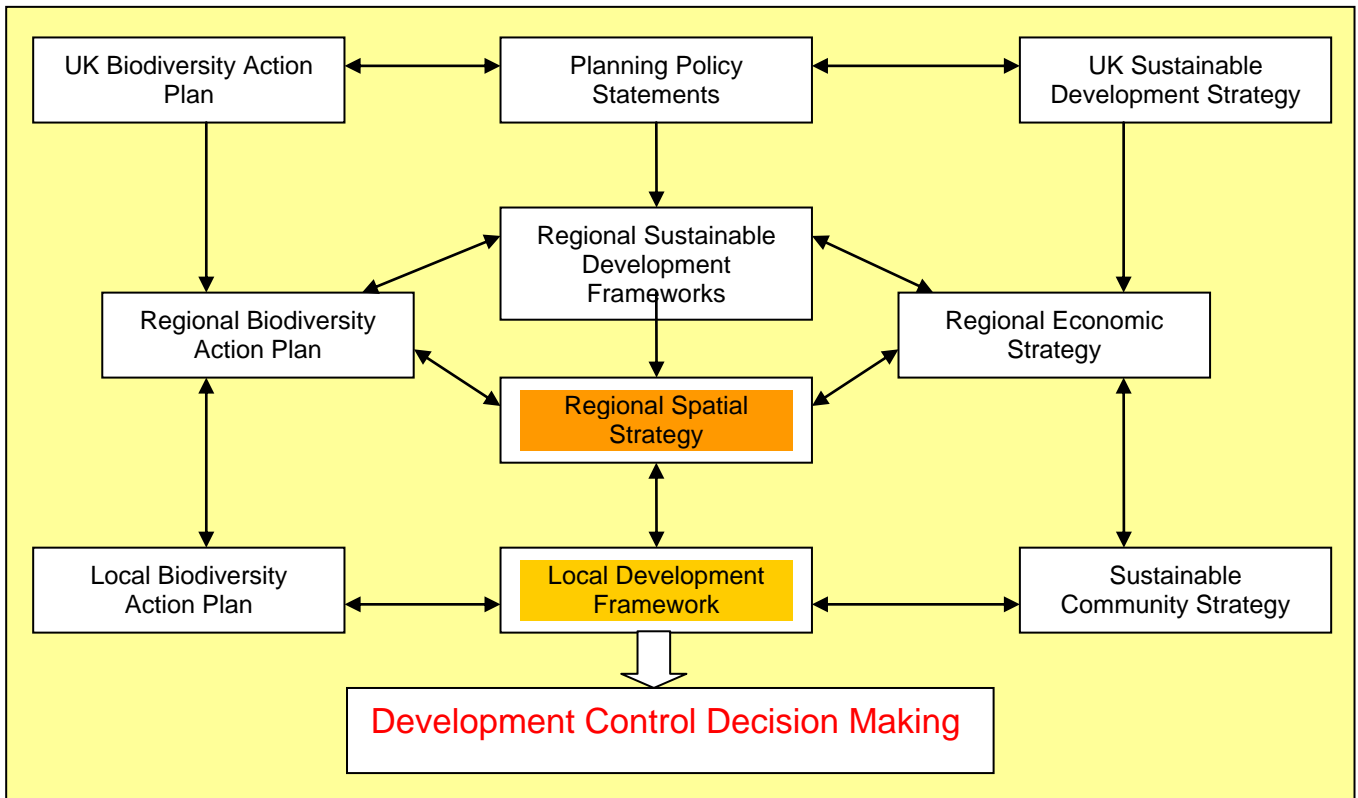 UK Biodiversity Action
Plan
Planning Policy
Statements
UK Sustainable
Development Strategy
Regional Sustainable
Development
Frameworks
Regional Biodiversity
Action Plan
Regional Economic
Strategy
Regional Spatial
Strategy
Local Biodiversity
Action Plan
Local Development
Framework
Sustainable
Community Strategy
Development Control Decision Making